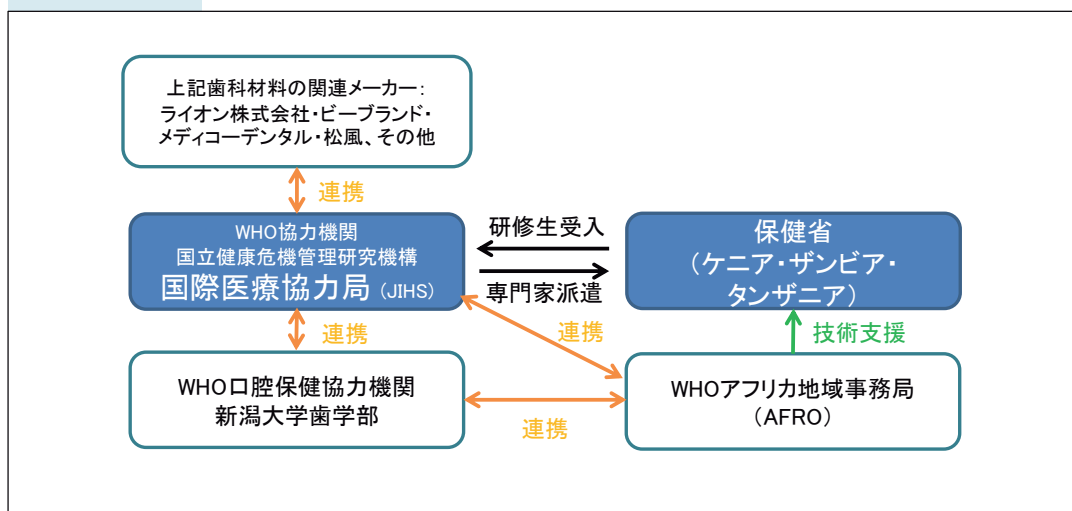 上記歯科材料の関連メーカー：
ライオン株式会社・ビーブランド・
メディコーデンタル・松風、その他
連携
WHO協力機関
国立健康危機管理研究機構
国際医療協力局（JIHS）
研修生受入
専門家派遣
保健省
（ケニア・ザンビア・
タンザニア）
連携
連携
技術支援
WHO口腔保健協力機関
新潟大学歯学部
連携
WHOアフリカ地域事務局
（AFRO）